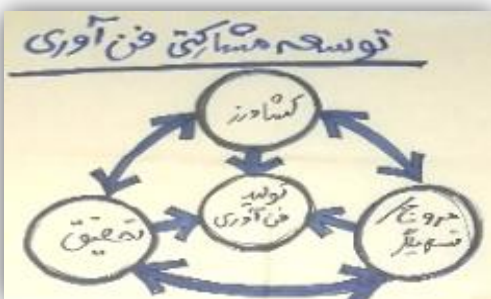 توسعه مشارکتی فن آوری
کشاورز
تولید
فن آوری
تحقیق
مروج
تسهیلگر